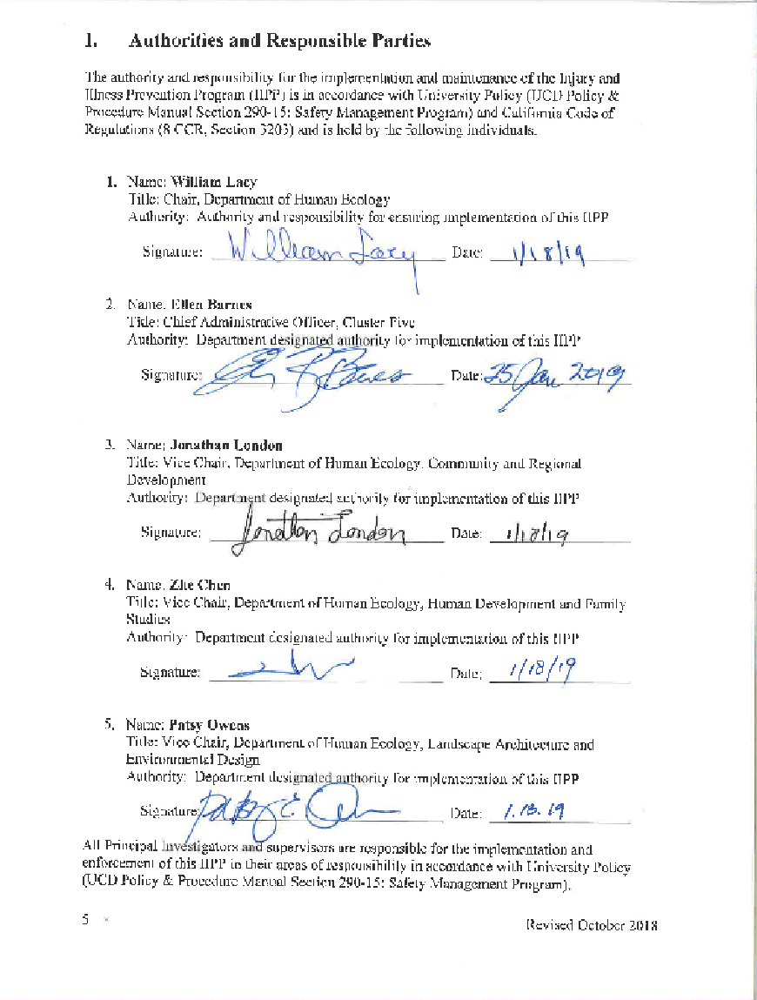 I. Authorities and Responsible Parties
The authority and responsibility for the implementation and maintenance of the Injury and
Illness Prevention Program (IIPP) is in accordance with University Policy (UCD Policy &
Procedure Manual Section 290-15: Safety Management Program) and California Code of
Regulations (8 CCR, Section 3203) and is held by the following individuals.
1. Name: William Lacy
Title: Chair, Department of Human Ecology
Authority: Authority and responsibility for ensuring implementation of this IIPP
Signature: William Lacy Date: 1/18/19
2. Name: Ellen Barnes
Title: Chief Administrative Officer, Cluster Five
Authority: Department designated authority for implementation of this IIPP
Signature: Date: 25 Jan 2019
3. Name: Jonathan London
Title: Vice Chair, Department of Human Ecology, Community and Regional
Development
Authority: Department designated authority for implementation of this IIPP
Signature: Jonathan London Date: 1/18/19
4. Name: Zhe Chen
Title: Vice Chair, Department of Human Ecology, Human Development and Family
Studies
Authority: Department designated authority for implementation of this IIPP
Signature: Date: 1/18/19
5. Name: Patsy Owens
Title: Vice Chair, Department of Human Ecology, Landscape Architecture and
Environmental Design
Authority: Department designated authority for implementation of this IIPP
Signature: Date:
All Principal Investigators and supervisors are responsible for the implementation and
enforcement of this IIPP in their areas of responsibility in accordance with University Policy
(UCD Policy & Procedure Manual Section 290-15: Safety Management Program).
5
Revised October 2018